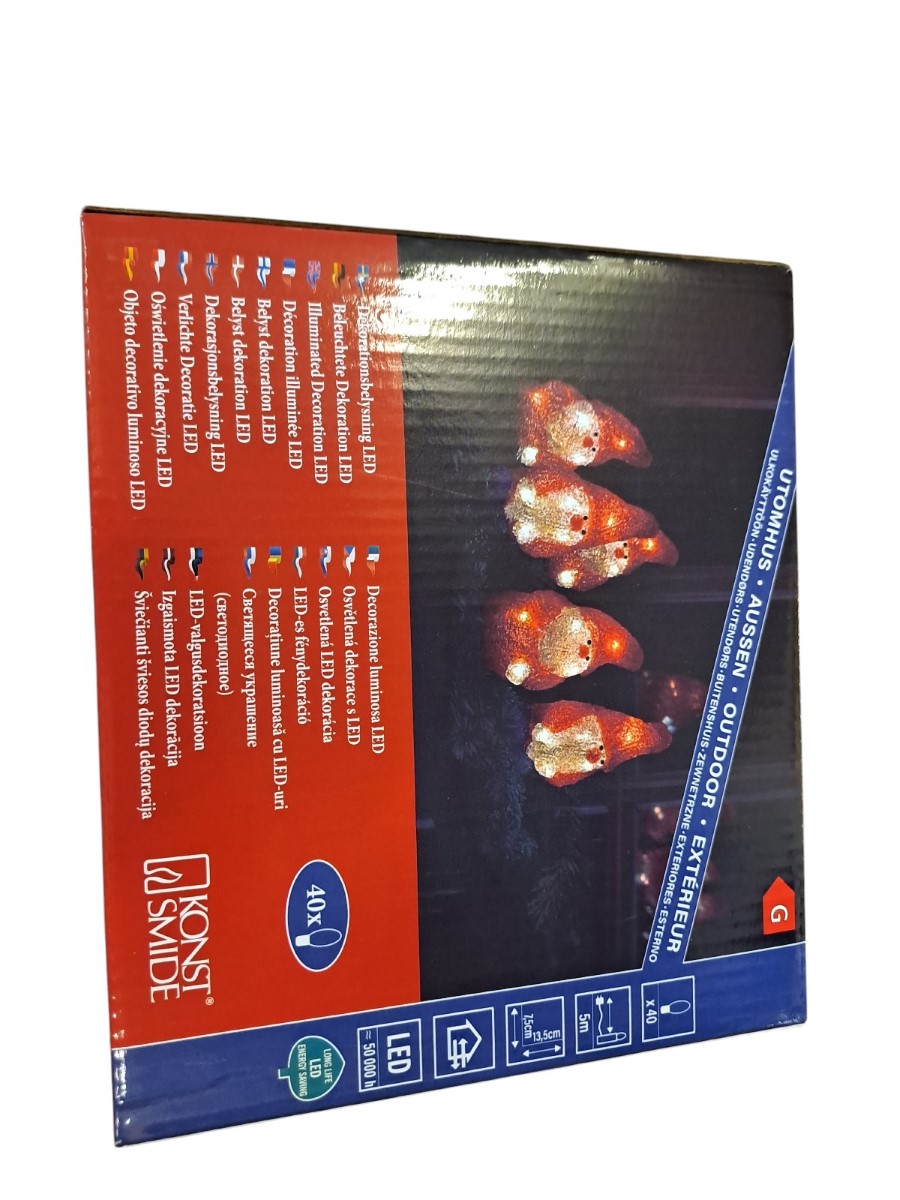 UTOMHUS • AUSSEN • OUTDOOR • EXTÉRIEUR
ULKOKÄYTTÖÖN·UDENDØRS·UTENDØRS·BUITENSHUIS·ZEWNETRZNE·EXTERIORES·ESTERNO
G
x 40
5m
7,5cm
13,5cm
LED
≈ 50 000 h
LONG LIFE
LED
ENERGY SAVING
Dekorationsbelysning LED
Beleuchtete Dekoration LED
Illuminated Decoration LED
Décoration illuminée LED
Belyst dekoration LED
Belyst dekoration LED
Dekorasjonsbelysning LED
Verlichte Decoratie LED
Oświetlenie dekoracyjne LED
Objeto decorativo luminoso LED
Decorazione luminosa LED
Osvětlená dekorace s LED
Osvetlená LED dekorácia
LED-es fénydekoráció
Decoraţiune luminoasă cu LED-uri
Светящееся украшение
(светодиодное)
LED-valgusdekoratsioon
Izgaismota LED dekorācija
Šviečianti šviesos diodų dekoracija
40x
KONST
SMIDE®